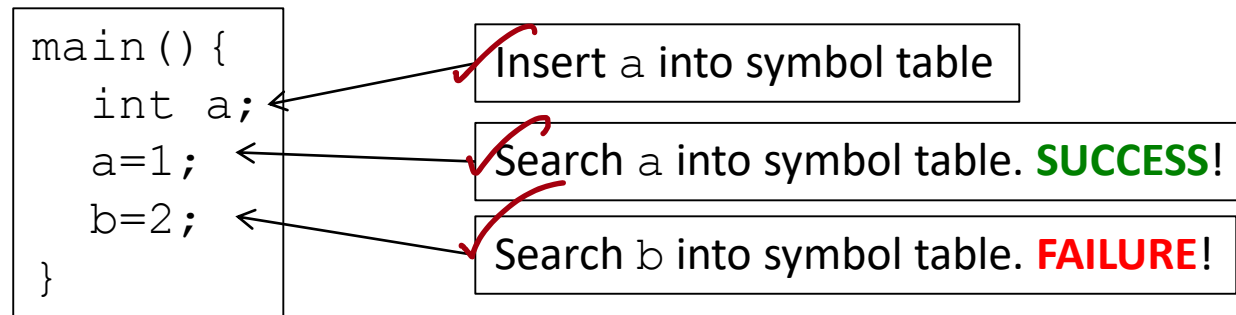 main(){
int a;
a=1;
b=2;
}
Insert a into symbol table
Search a into symbol table. SUCCESS!
Search b into symbol table. FAILURE!